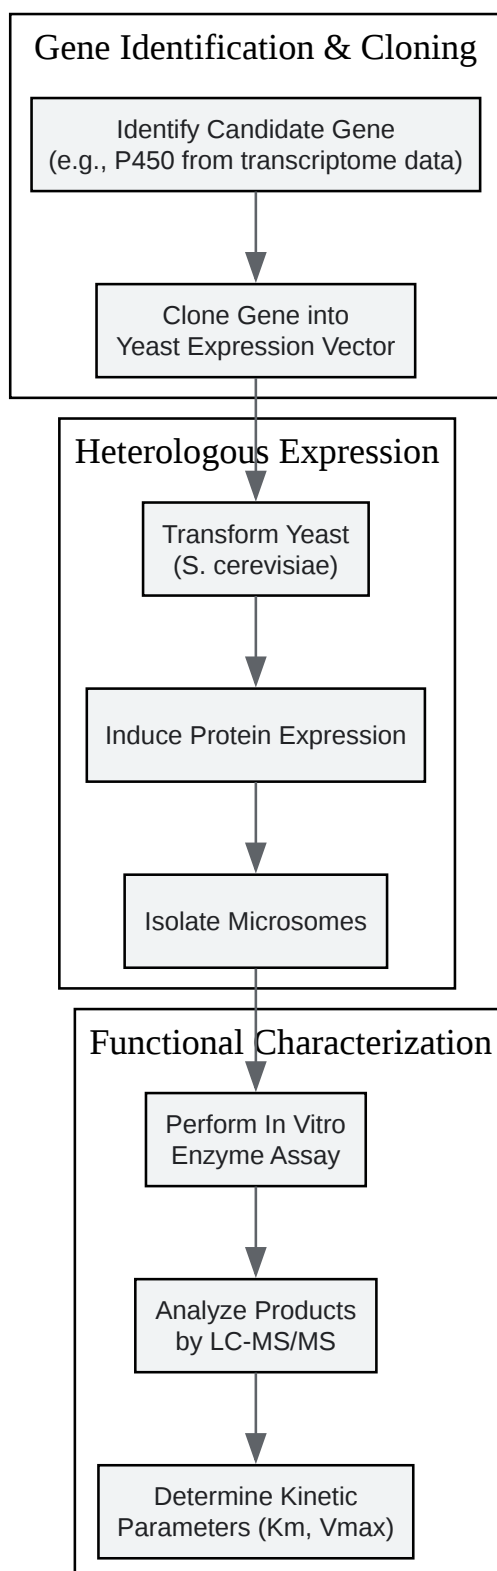 Gene Identification & Cloning
Identify Candidate Gene
(e.g., P450 from transcriptome data)
Clone Gene into
Yeast Expression Vector
Heterologous Expression
Transform Yeast
(S. cerevisiae)
Induce Protein Expression
Isolate Microsomes
Functional Characterization
Perform In Vitro
Enzyme Assay
Analyze Products
by LC-MS/MS
Determine Kinetic
Parameters (Km, Vmax)